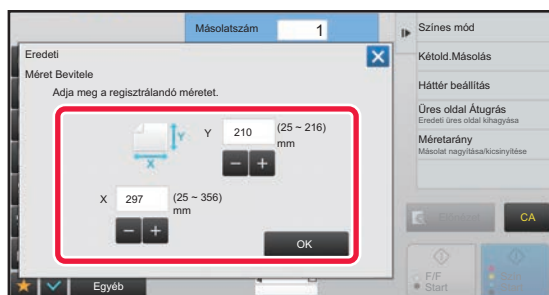 Másolatszám 1
Eredeti
Méret Bevitele
Adja meg a regisztrálandó méretet.
Y
X
Y 210 (25 ~ 216)
mm
X 297 (25 ~ 356)
mm
OK
Egyéb
Színes mód
Kétold.Másolás
Háttér beállítás
Üres oldal Átugrás
Eredeti üres oldal kihagyása
Méretarány
Másolat nagyítása/kicsinyítése
CA
F/F
Start
Start